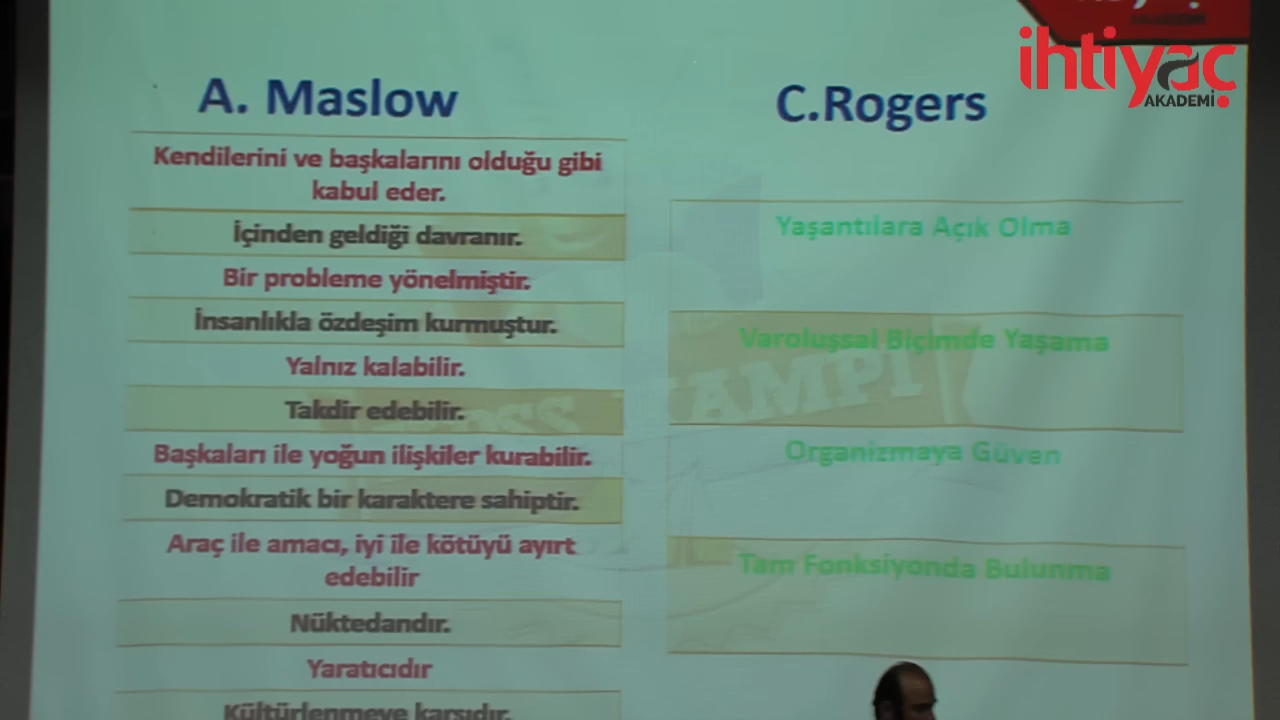 ihtiyaç
AKADEMİ
A. Maslow
Kendilerini ve başkalarını olduğu gibi
kabul eder.
İçinden geldiği davranır.
Bir probleme yönelmiştir.
İnsanlıkla özdeşim kurmuştur.
Yalnız kalabilir.
Takdir edebilir.
Başkaları ile yoğun ilişkiler kurabilir.
Demokratik bir karaktere sahiptir.
Araç ile amacı, iyi ile kötüyü ayırt
edebilir
Nüktedandır.
Yaratıcıdır
Kültürlenmeye karşıdır.
C.Rogers
Yaşantılara Açık Olma
Varoluşsal Biçimde Yaşama
KAMPI
Organizmaya Güven
Tam Fonksiyonda Bulunma